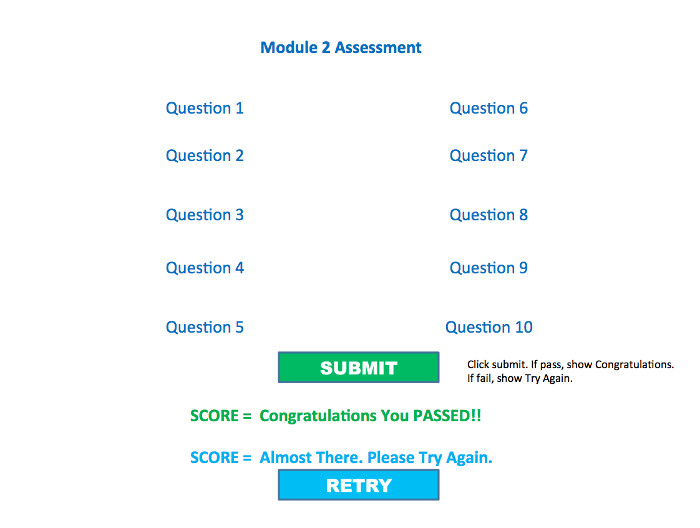 Module 2 Assessment
Question 1
Question 6
Question 2
Question 7
Question 3
Question 8
Question 4
Question 9
Question 5
Question 10
SUBMIT
Click submit. If pass, show Congratulations.
If fail, show Try Again.
SCORE = Congratulations You PASSED!!
SCORE = Almost There. Please Try Again.
RETRY